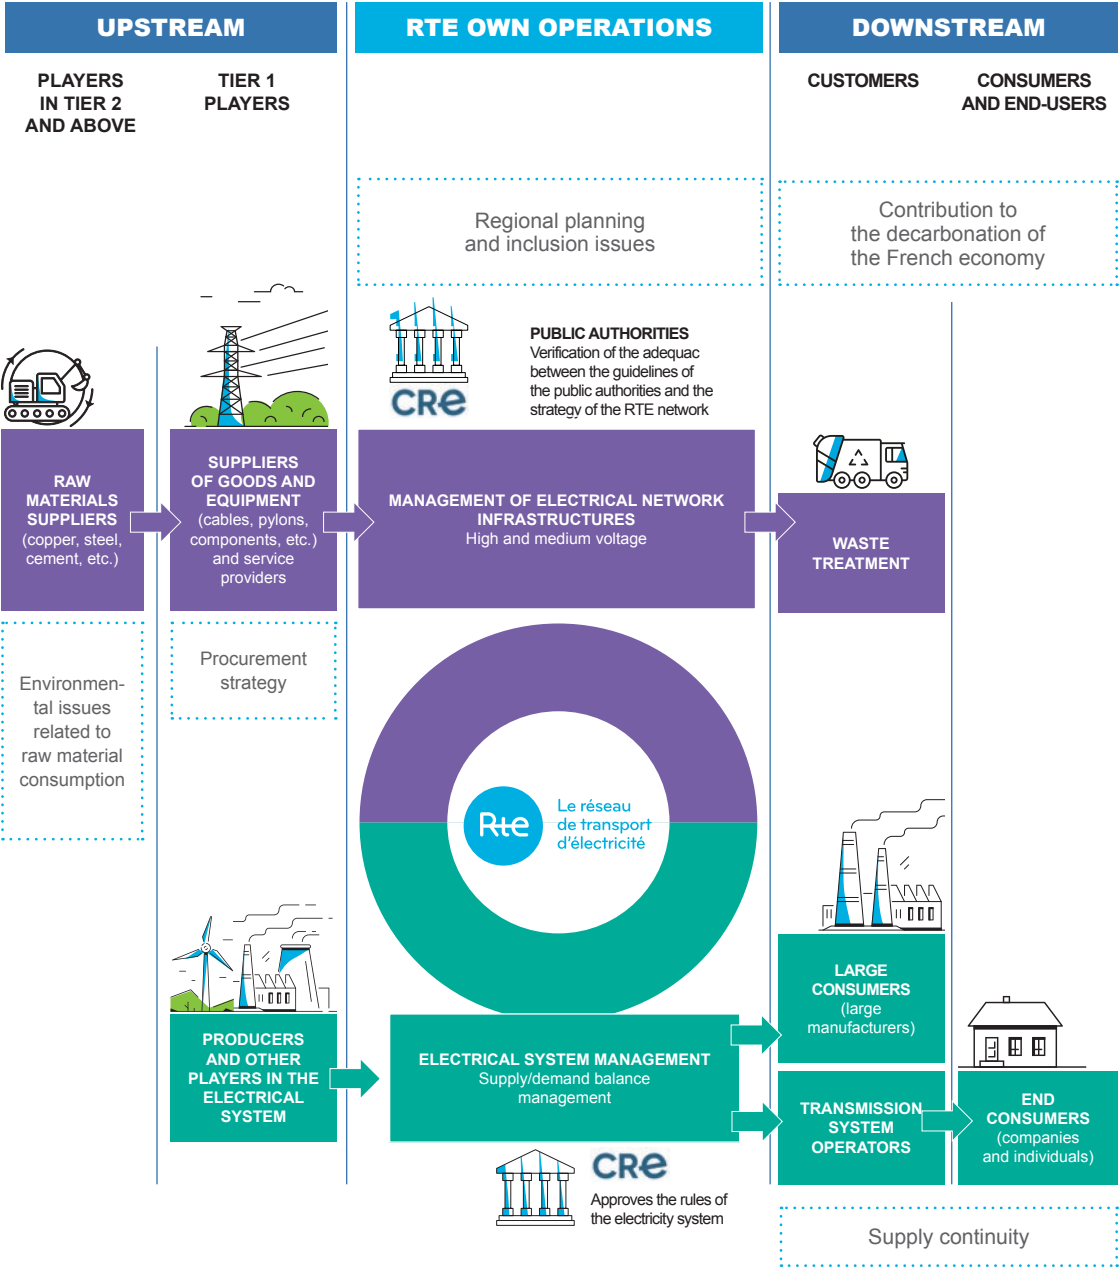 UPSTREAM
RTE OWN OPERATIONS
DOWNSTREAM
PLAYERS
IN TIER 2
AND ABOVE
TIER 1
PLAYERS
CUSTOMERS
CONSUMERS
AND END-USERS
Regional planning
and inclusion issues
Contribution to
the decarbonation of
the French economy
CRe
PUBLIC AUTHORITIES
Verification of the adequac
between the guidelines of
the public authorities and the
strategy of the RTE network
RAW
MATERIALS
SUPPLIERS
(copper, steel,
cement, etc.)
SUPPLIERS
OF GOODS AND
EQUIPMENT
(cables, pylons,
components, etc.)
and service
providers
MANAGEMENT OF ELECTRICAL NETWORK
INFRASTRUCTURES
High and medium voltage
WASTE
TREATMENT
Environmen-
tal issues
related to
raw material
consumption
Procurement
strategy
Rte
Le réseau
de transport
d'électricité
PRODUCERS
AND OTHER
PLAYERS IN THE
ELECTRICAL
SYSTEM
ELECTRICAL SYSTEM MANAGEMENT
Supply/demand balance
management
LARGE
CONSUMERS
(large
manufacturers)
TRANSMISSION
SYSTEM
OPERATORS
END
CONSUMERS
(companies
and individuals)
CRe
Approves the rules of
the electricity system
Supply continuity